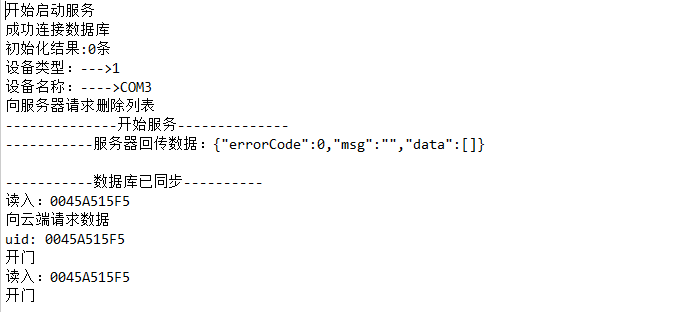 开始启动服务
成功连接数据库
初始化结果:0条
设备类型：--->1
设备名称：---->COM3
向服务器请求删除列表
--------------开始服务--------------
-----------服务器回传数据：{"errorCode":0,"msg":"","data":[]}
-----------数据库已同步----------
读入：0045A515F5
向云端请求数据
uid: 0045A515F5
开门
读入：0045A515F5
开门